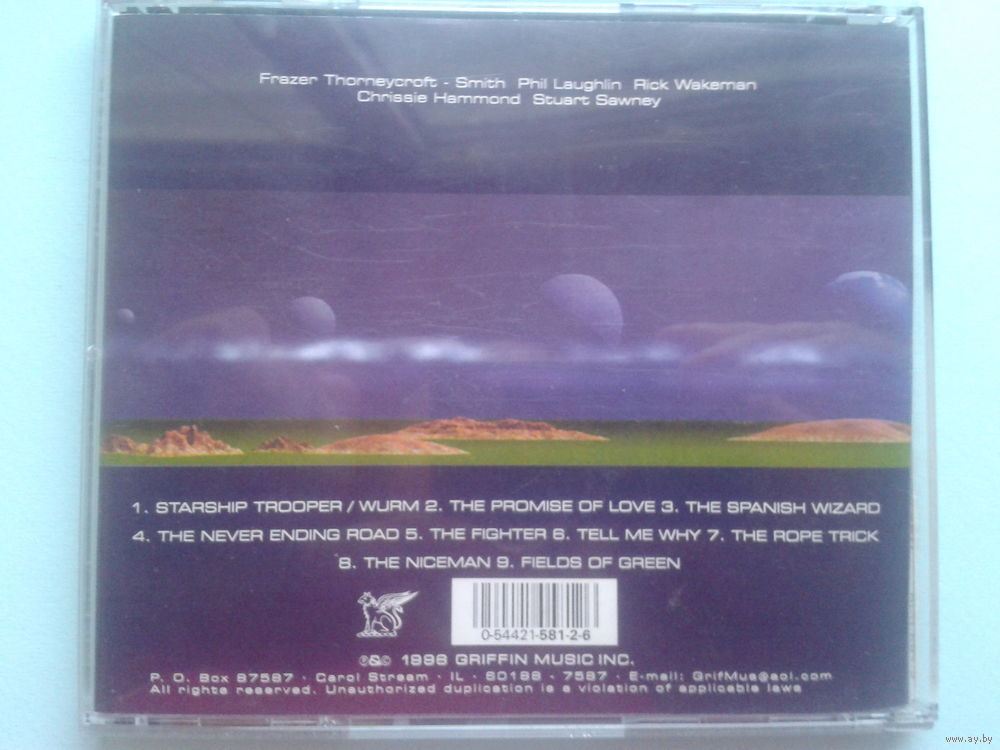 Frazer Thorneycroft - Smith Phil Laughlin Rick Wakeman
Chrissie Hammond Stuart Sawney
1. STARSHIP TROOPER / WURM 2. THE PROMISE OF LOVE 3. THE SPANISH WIZARD
4. THE NEVER ENDING ROAD 5. THE FIGHTER 6. TELL ME WHY 7. THE ROPE TRICK
8. THE NICEMAN 9. FIELDS OF GREEN
0-54421-581-2-6
℗&© 1996 GRIFFIN MUSIC INC.
P. O. Box 87587 · Carol Stream · IL · 60188 - 7587 · E-mail: GrifMus@aol.com
All rights reserved. Unauthorized duplication is a violation of applicable laws
www.ay.by